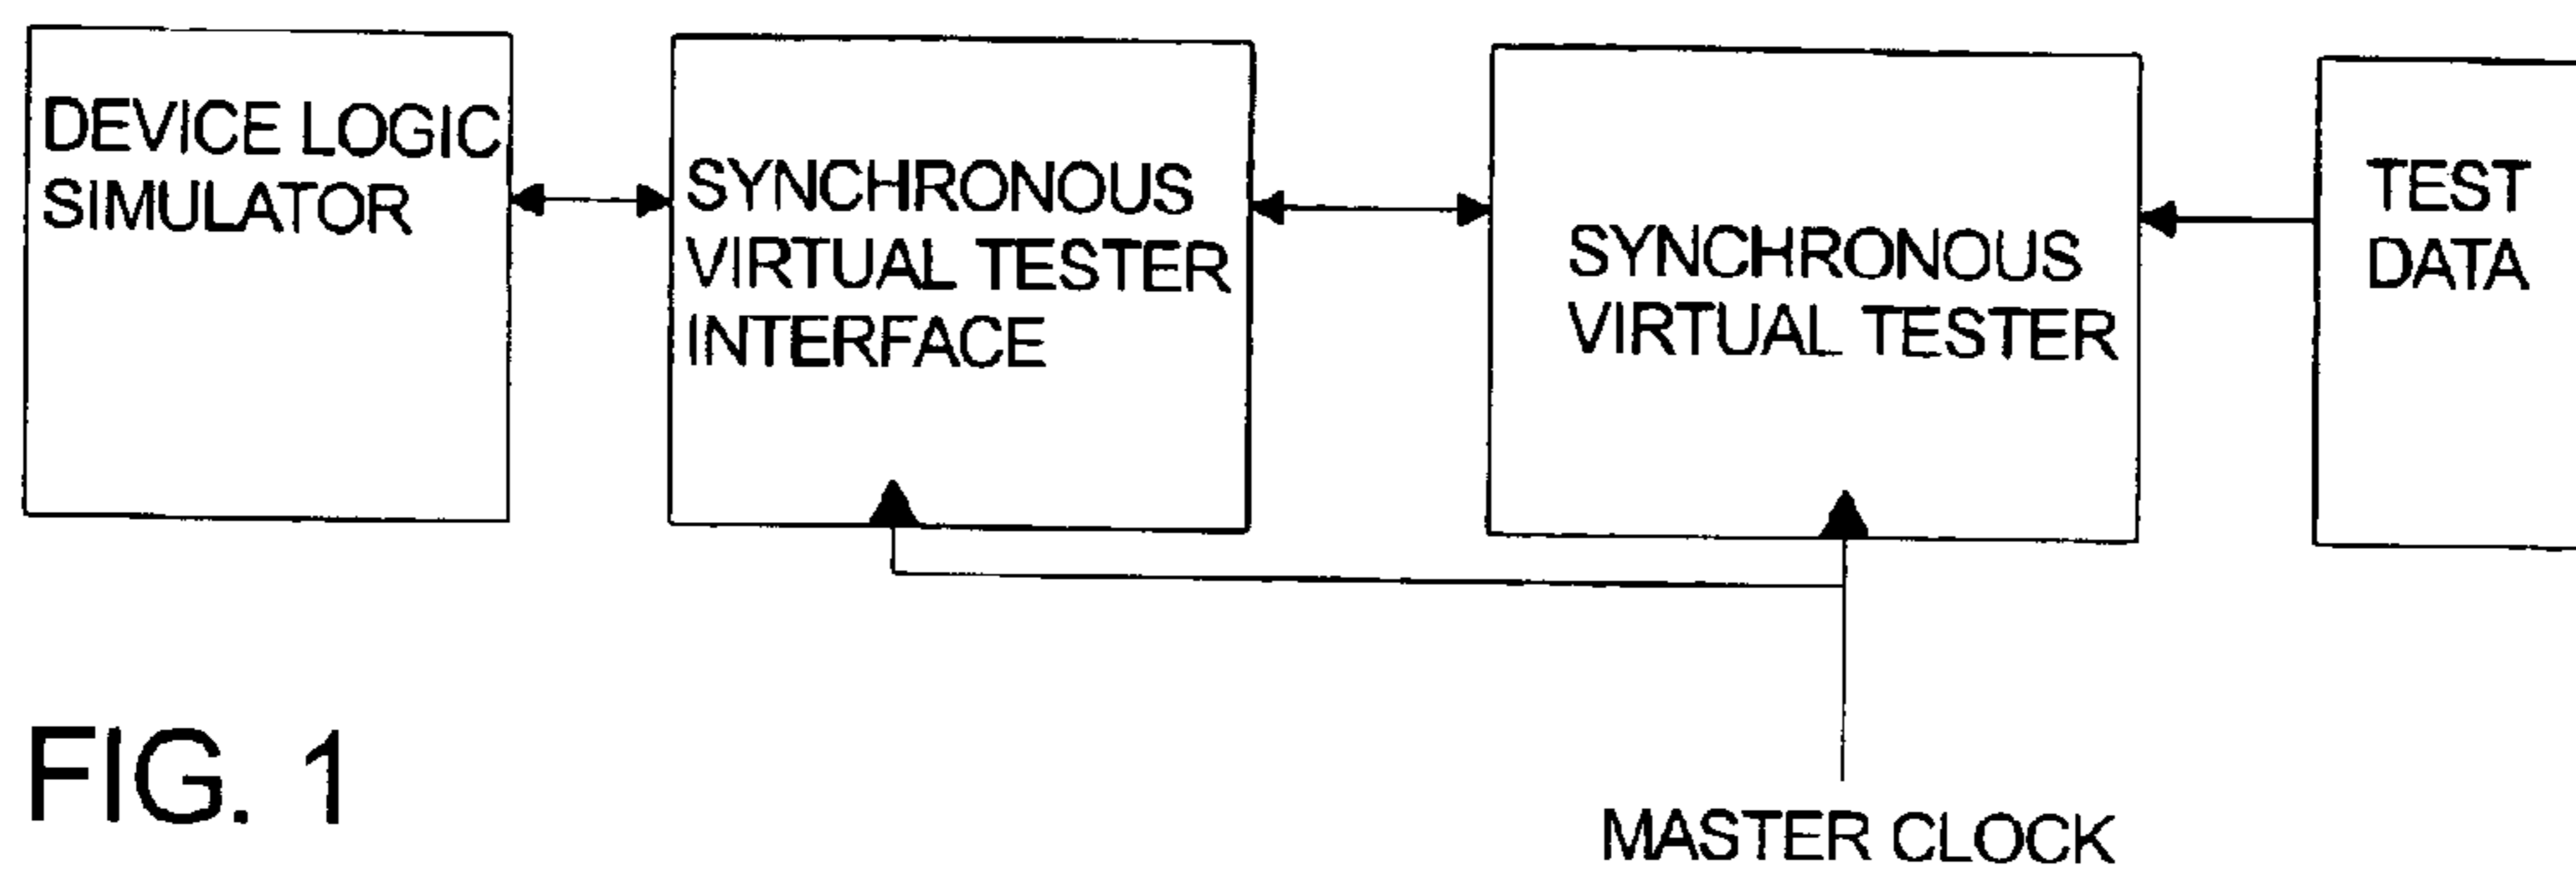 DEVICE LOGIC
SIMULATOR
SYNCHRONOUS
VIRTUAL TESTER
INTERFACE
SYNCHRONOUS
VIRTUAL TESTER
TEST
DATA
MASTER CLOCK
FIG. 1